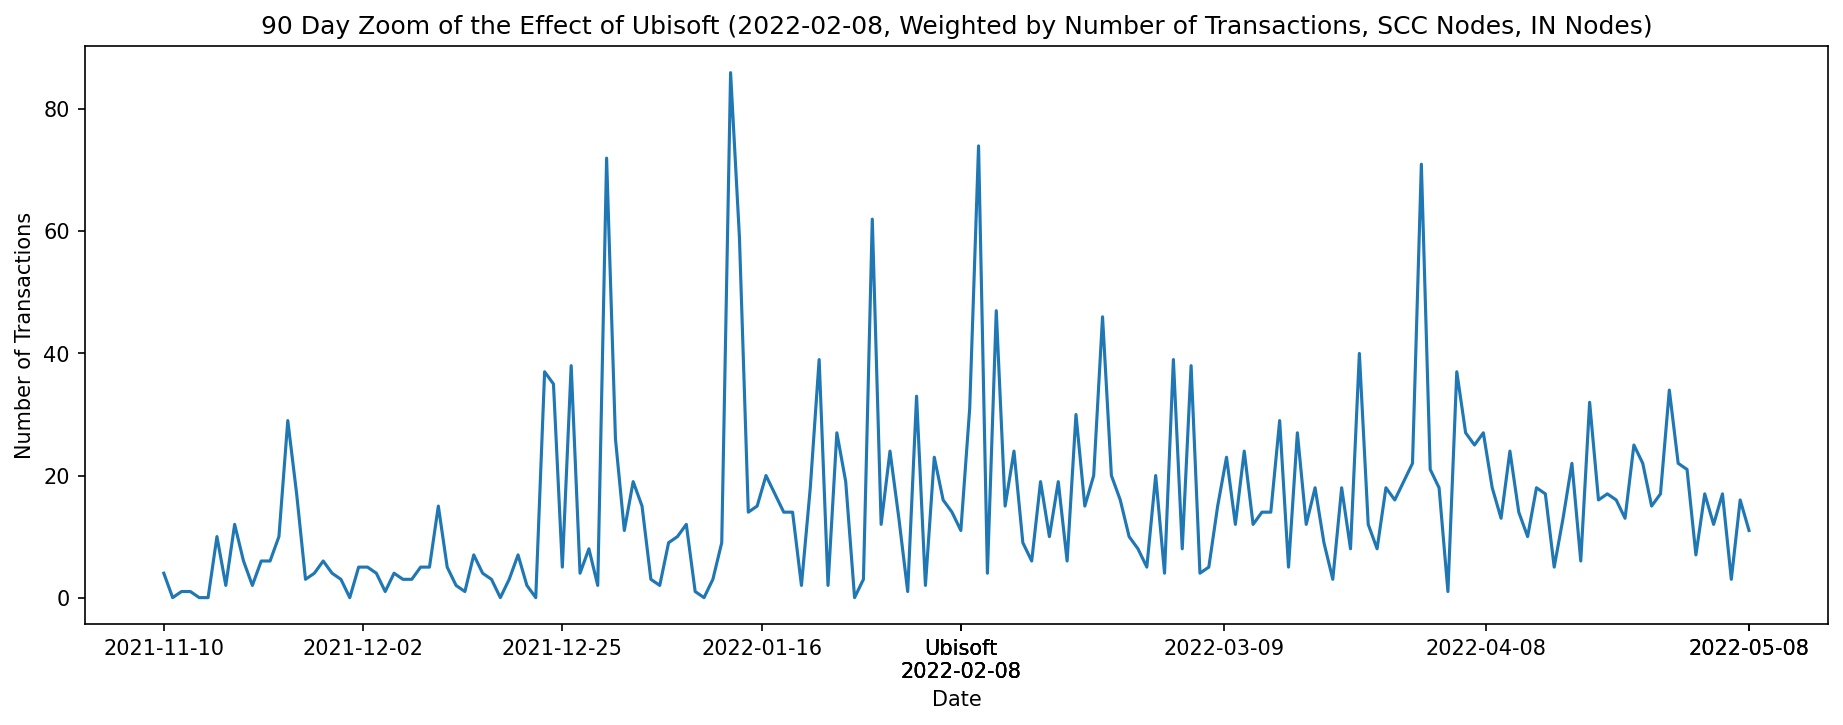 90 Day Zoom of the Effect of Ubisoft (2022-02-08, Weighted by Number of Transactions, SCC Nodes, IN Nodes)
Number of Transactions
80
60
40
20
0
2021-11-10 2021-12-02 2021-12-25 2022-01-16 Ubisoft 2022-03-09 2022-04-08 2022-05-08
2022-02-08
Date